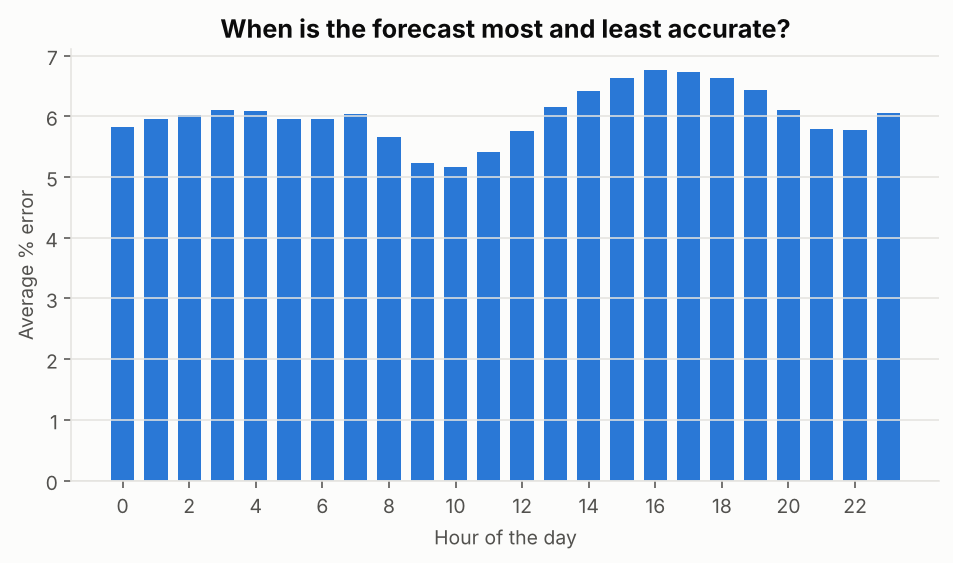 When is the forecast most and least accurate?
Average % error
7
6
5
4
3
2
1
0
0 2 4 6 8 10 12 14 16 18 20 22
Hour of the day